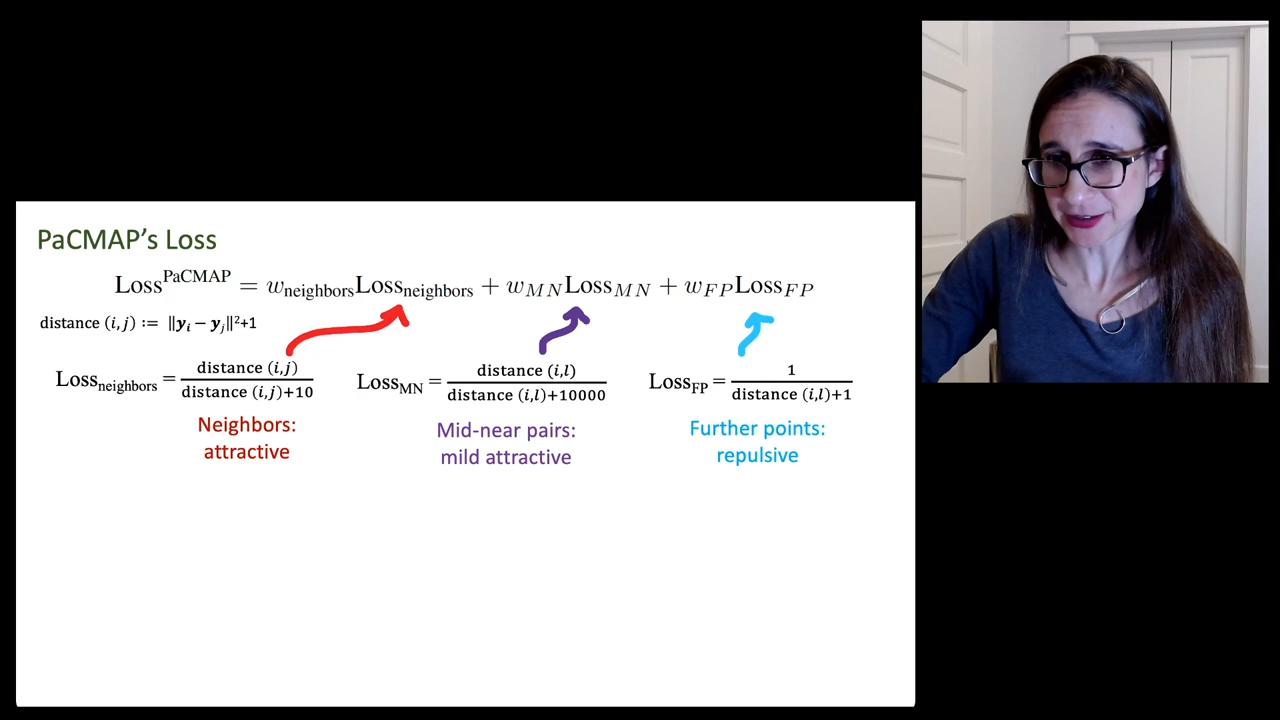 PaCMAP's Loss
Loss^PaCMAP = w_neighbors Loss_neighbors + w_MN Loss_MN + w_FP Loss_FP
distance (i,j) := ‖y_i − y_j‖²+1
Loss_neighbors = distance (i,j) / distance (i,j)+10
Loss_MN = distance (i,l) / distance (i,l)+10000
Loss_FP = 1 / distance (i,l)+1
Neighbors:
attractive
Mid-near pairs:
mild attractive
Further points:
repulsive